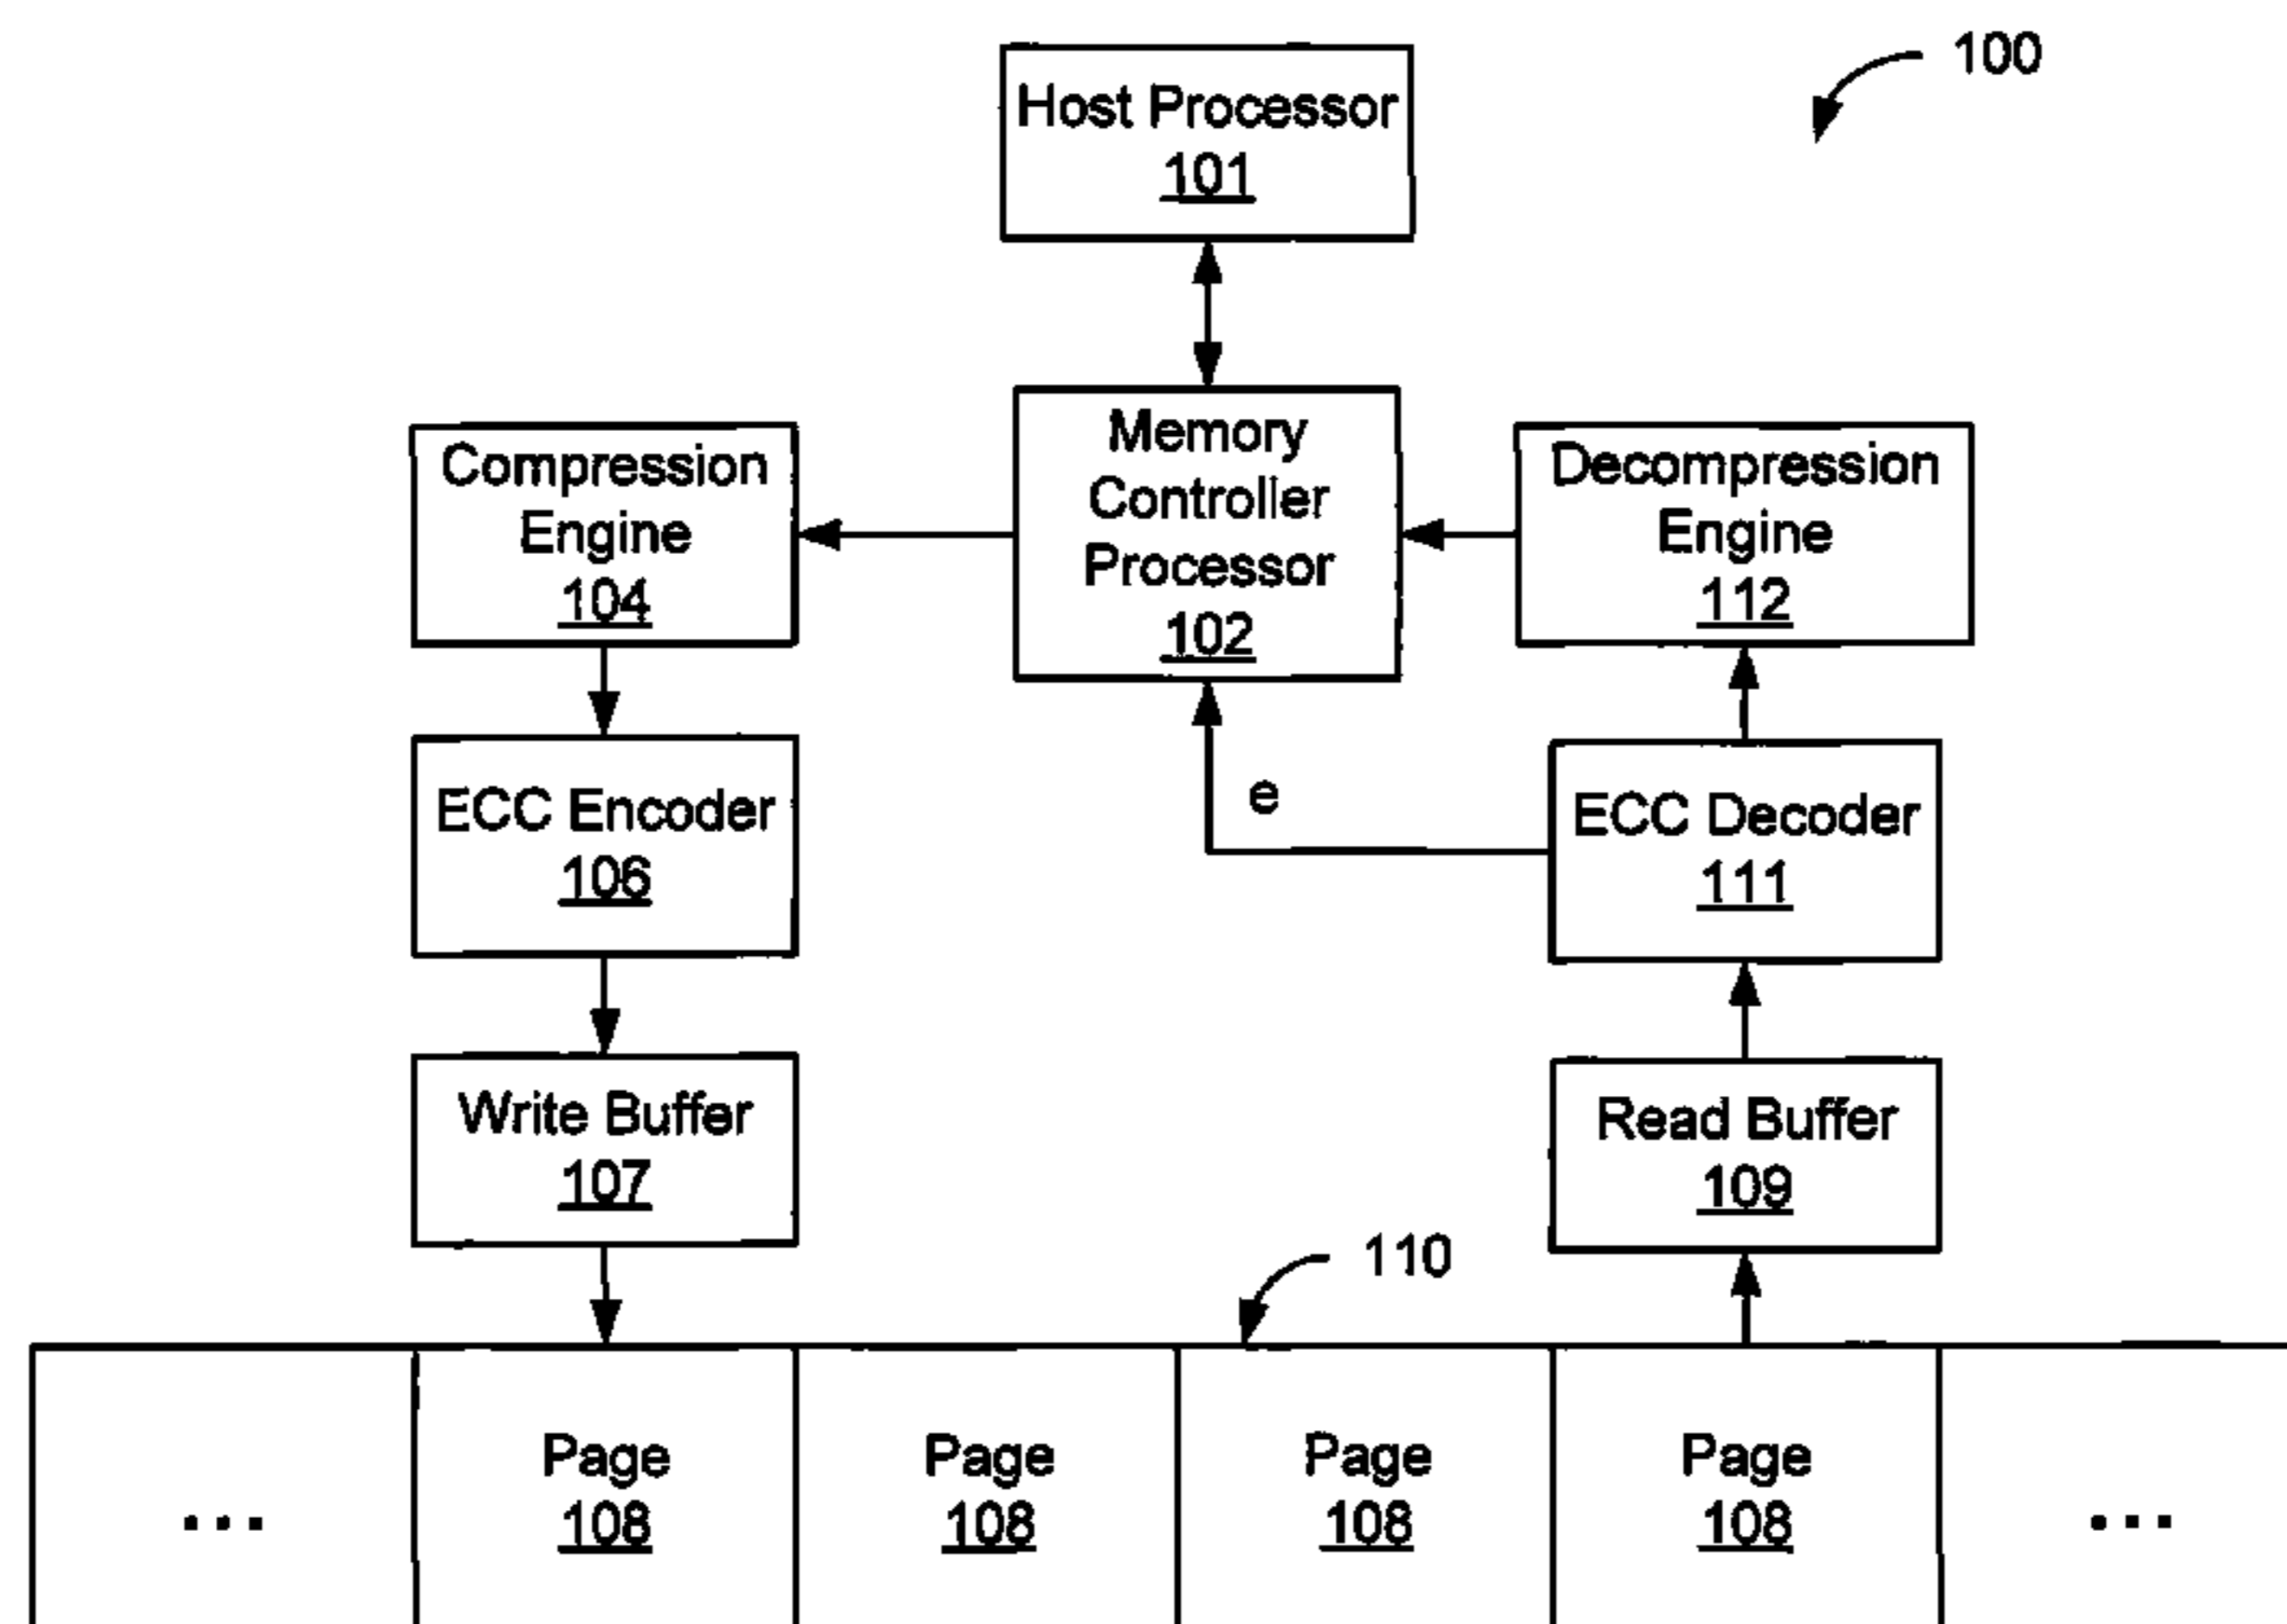 100
Host Processor
101
Compression
Engine
104
Memory
Controller
Processor
102
Decompression
Engine
112
ECC Encoder
106
e
ECC Decoder
111
Write Buffer
107
Read Buffer
109
110
...
Page
108
Page
108
Page
108
Page
108
...